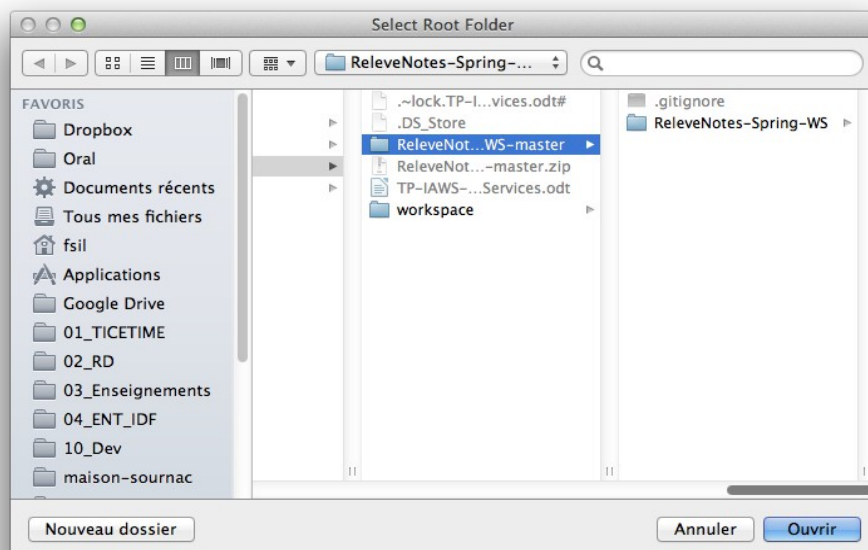 Select Root Folder
ReleveNotes-Spring-...
FAVORIS
Dropbox
Oral
Documents récents
Tous mes fichiers
fsil
Applications
Google Drive
01_TICETIME
02_RD
03_Enseignements
04_ENT_IDF
10_Dev
maison-sournac
.~lock.TP-I...vices.odt#
.DS_Store
ReleveNot...WS-master
ReleveNot...-master.zip
TP-IAWS-...Services.odt
workspace
.gitignore
ReleveNotes-Spring-WS
Nouveau dossier
Annuler
Ouvrir